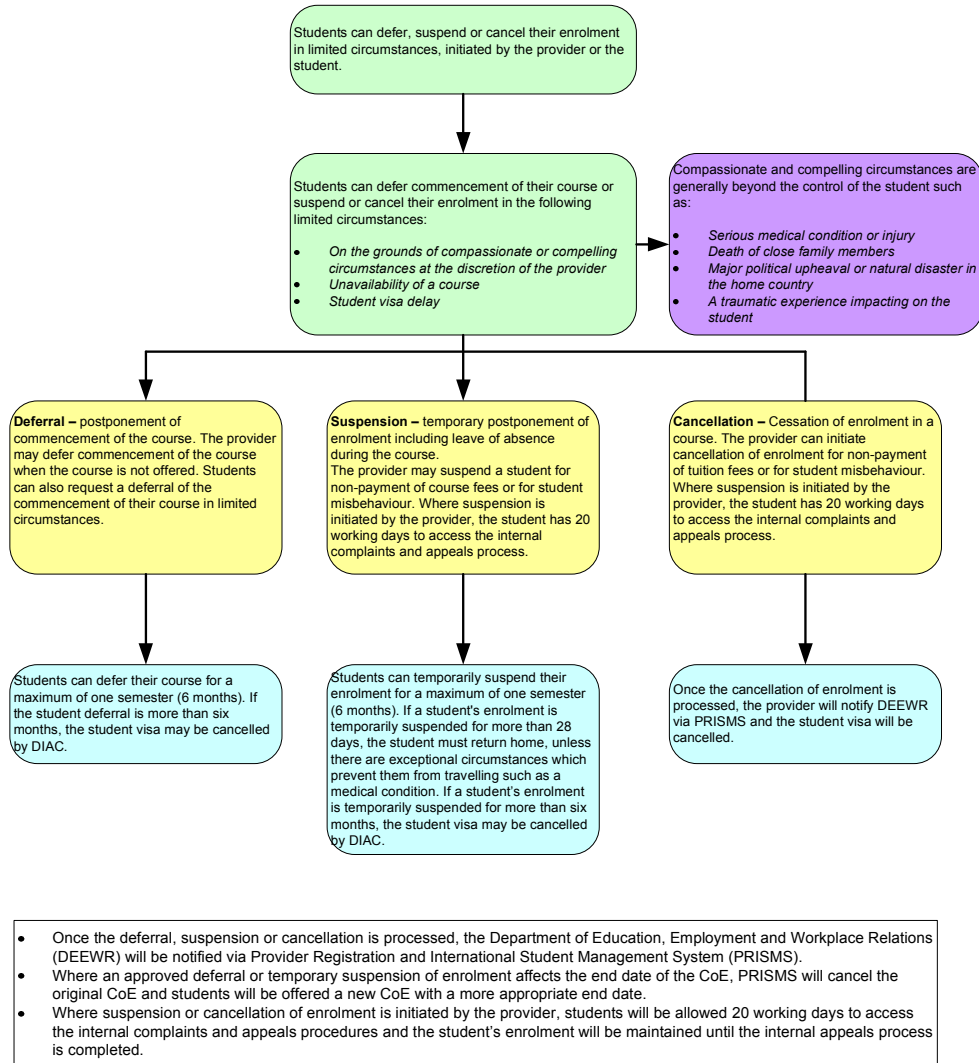 Students can defer, suspend or cancel their enrolment
in limited circumstances, initiated by the provider or the
student.
Students can defer commencement of their course or
suspend or cancel their enrolment in the following
limited circumstances:
• On the grounds of compassionate or compelling
circumstances at the discretion of the provider
• Unavailability of a course
• Student visa delay
Compassionate and compelling circumstances are
generally beyond the control of the student such
as:
• Serious medical condition or injury
• Death of close family members
• Major political upheaval or natural disaster in
the home country
• A traumatic experience impacting on the
student
Deferral – postponement of
commencement of the course. The provider
may defer commencement of the course
when the course is not offered. Students
can also request a deferral of the
commencement of their course in limited
circumstances.
Suspension – temporary postponement of
enrolment including leave of absence
during the course.
The provider may suspend a student for
non-payment of course fees or for student
misbehaviour. Where suspension is
initiated by the provider, the student has 20
working days to access the internal
complaints and appeals process.
Cancellation – Cessation of enrolment in a
course. The provider can initiate
cancellation of enrolment for non-payment
of tuition fees or for student misbehaviour.
Where suspension is initiated by the
provider, the student has 20 working days
to access the internal complaints and
appeals process.
Students can defer their course for a
maximum of one semester (6 months). If
the student deferral is more than six
months, the student visa may be cancelled
by DIAC.
Students can temporarily suspend their
enrolment for a maximum of one semester
(6 months). If a student's enrolment is
temporarily suspended for more than 28
days, the student must return home, unless
there are exceptional circumstances which
prevent them from travelling such as a
medical condition. If a student’s enrolment
is temporarily suspended for more than six
months, the student visa may be cancelled
by DIAC.
Once the cancellation of enrolment is
processed, the provider will notify DEEWR
via PRISMS and the student visa will be
cancelled.
• Once the deferral, suspension or cancellation is processed, the Department of Education, Employment and Workplace Relations
(DEEWR) will be notified via Provider Registration and International Student Management System (PRISMS).
• Where an approved deferral or temporary suspension of enrolment affects the end date of the CoE, PRISMS will cancel the
original CoE and students will be offered a new CoE with a more appropriate end date.
• Where suspension or cancellation of enrolment is initiated by the provider, students will be allowed 20 working days to access
the internal complaints and appeals procedures and the student’s enrolment will be maintained until the internal appeals process
is completed.